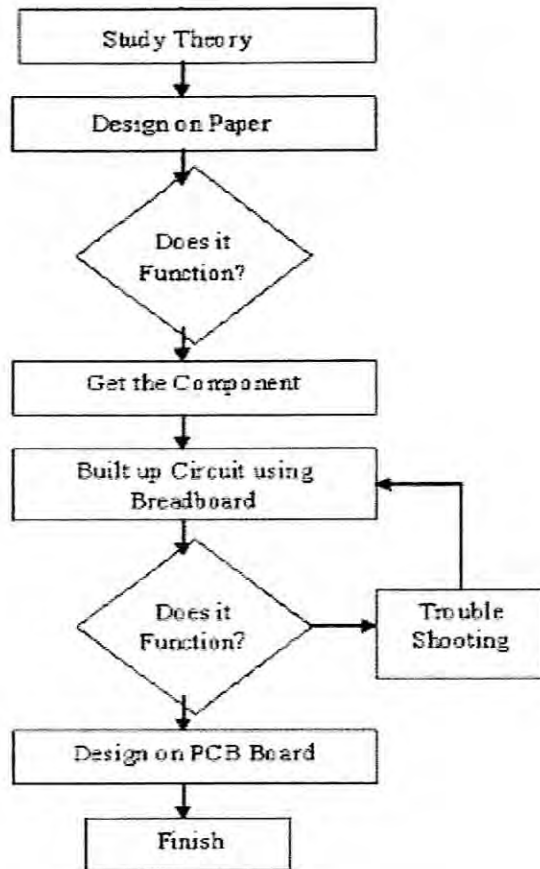 Study Theory
Design on Paper
Does it
Function?
Get the Component
Built up Circuit using
Breadboard
Does it
Function?
Trouble
Shooting
Design on PCB Board
Finish